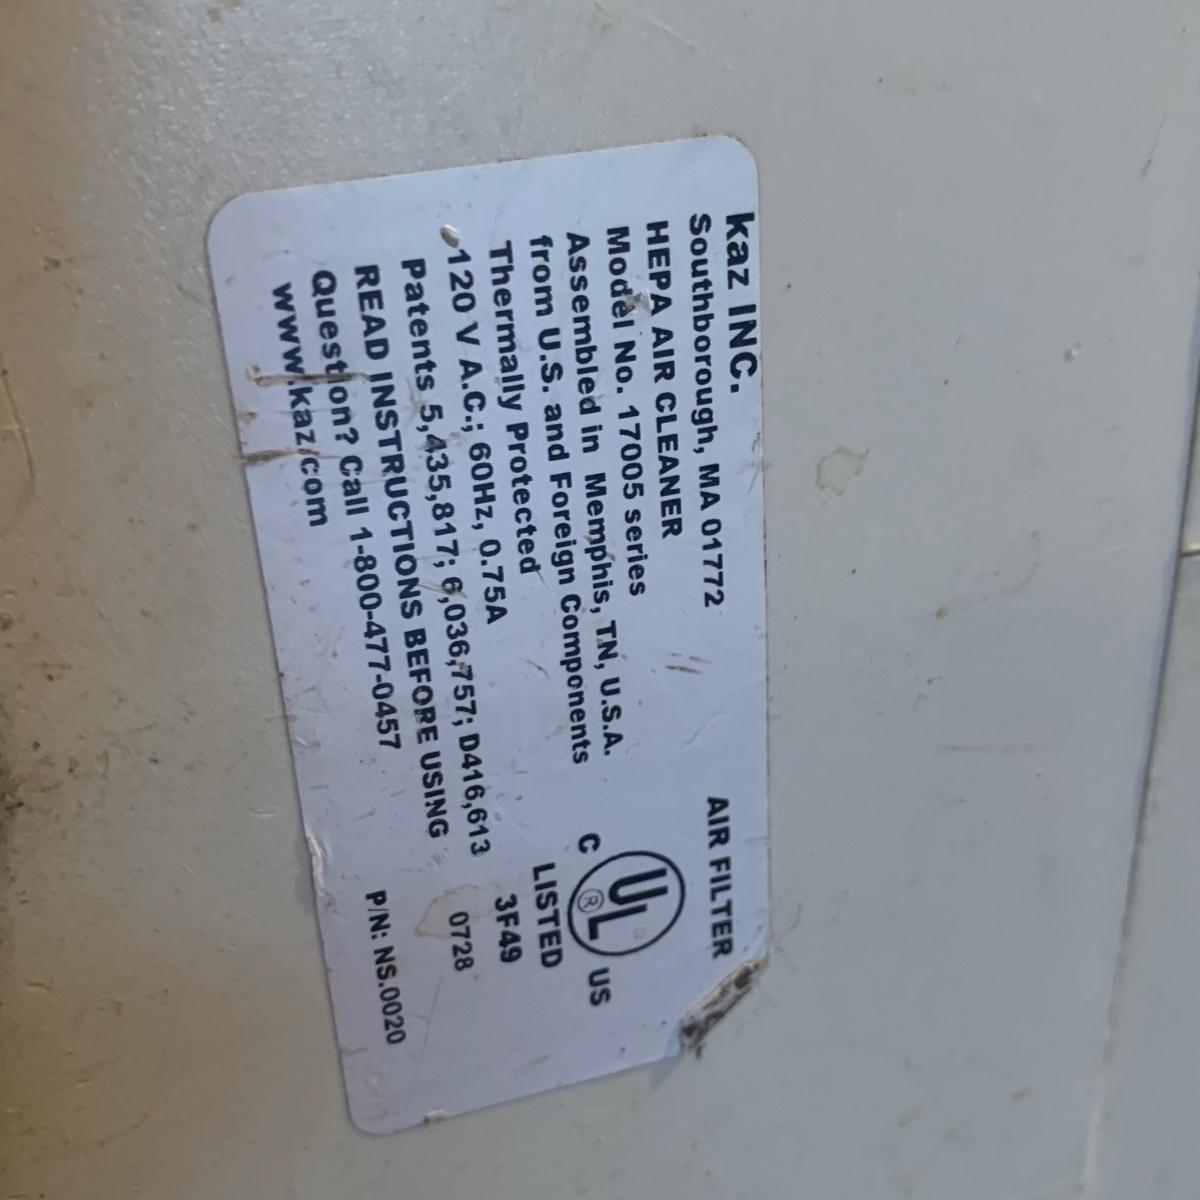 kaz INC.
Southborough, MA 01772
HEPA AIR CLEANER
Model No. 17005 series
Assembled in Memphis, TN, U.S.A.
from U.S. and Foreign Components
Thermally Protected
120 V A.C.; 60Hz, 0.75A
Patents 5,435,817; 6,036,757; D416,613
READ INSTRUCTIONS BEFORE USING
Question? Call 1-800-477-0457
www.kaz.com
AIR FILTER
C UL® US
LISTED
3F49
0728
P/N: NS.0020